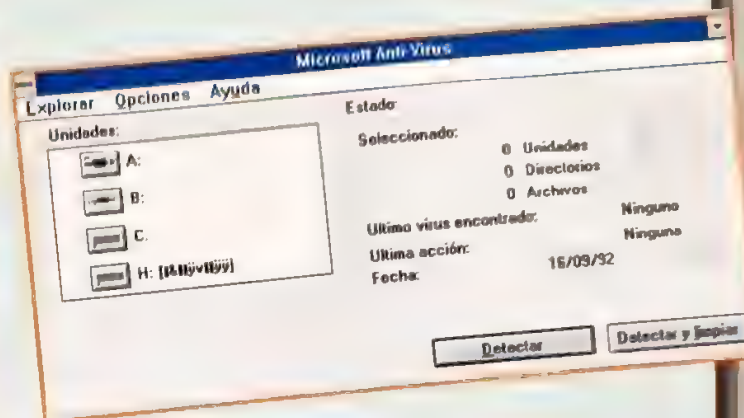 Microsoft Anti-Virus
Explorar Opciones Ayuda
Unidades:
A:
B:
C:
H:
Estado
Seleccionado:
0 Unidades
0 Directorios
0 Archivos
Ultimo virus encontrado: Ninguno
Ultima acción: Ninguna
Fecha: 16/09/92
Detectar
Detectar y limpiar